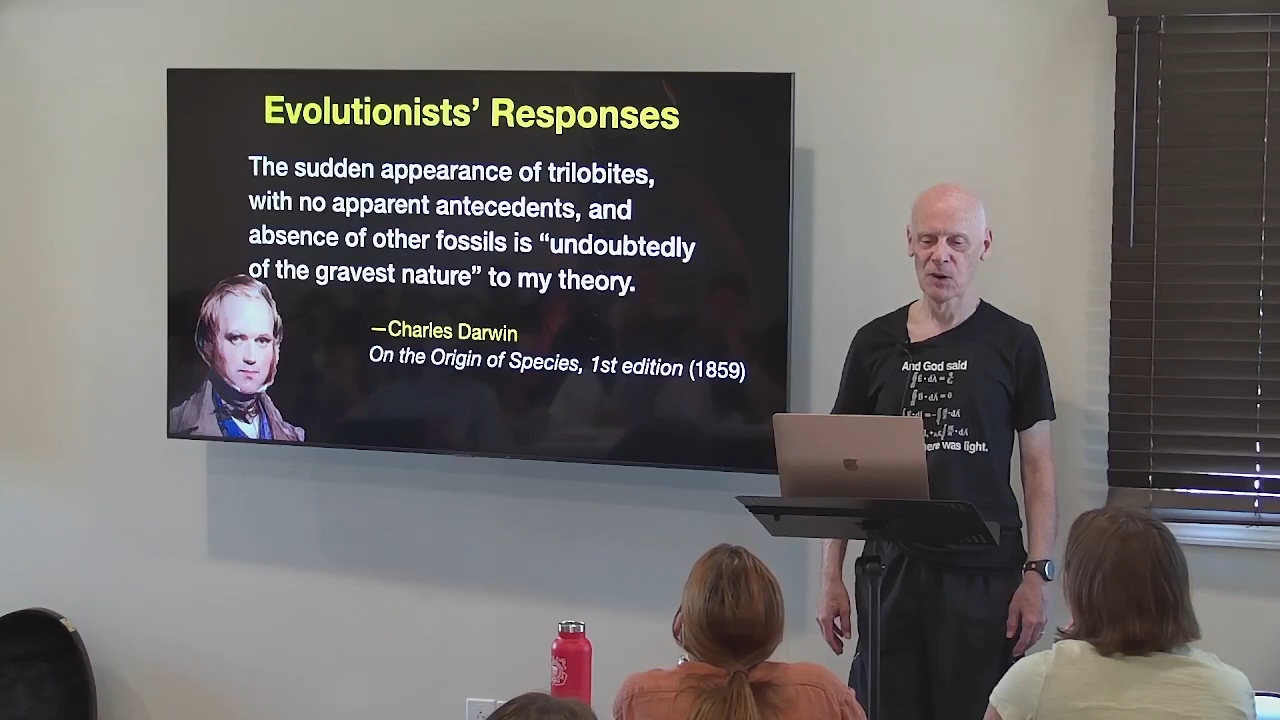 Evolutionists' Responses
The sudden appearance of trilobites,
with no apparent antecedents, and
absence of other fossils is “undoubtedly
of the gravest nature” to my theory.
—Charles Darwin
On the Origin of Species, 1st edition (1859)
And God said
here was light.